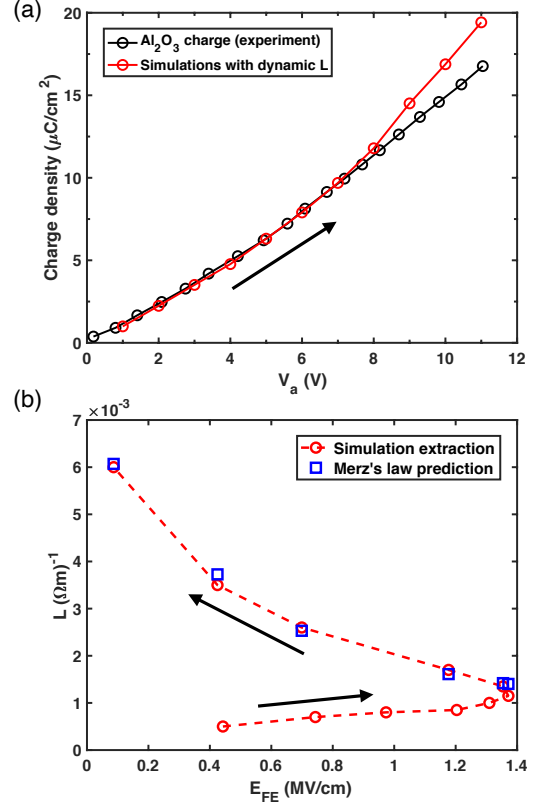 (a)
Al₂O₃ charge (experiment)
Simulations with dynamic L
Charge density (μC/cm²)
20
15
10
5
0
0 2 4 6 8 10 12
Vₐ (V)
(b)
×10⁻³
Simulation extraction
Merz's law prediction
L (Ωm)⁻¹
7
6
5
4
3
2
1
0
0 0.2 0.4 0.6 0.8 1 1.2 1.4
E_FE (MV/cm)